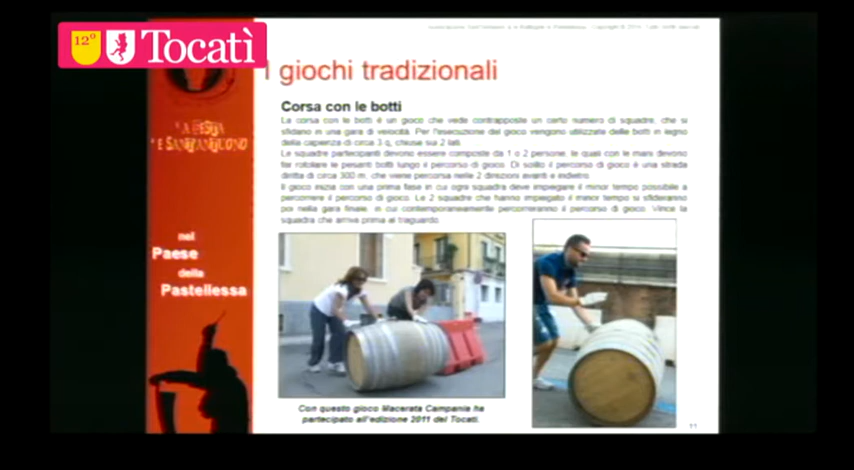 12°
Tocatì
I giochi tradizionali
Corsa con le botti
La corsa con le botti è un gioco che vede contrapposte un certo numero di squadre, che si
sfidano in una gara di velocità. Per l'esecuzione del gioco vengono utilizzate delle botti in legno
della capienza di circa 3 q, chiuse sui 2 lati.
Le squadre partecipanti devono essere composte da 1 o 2 persone, le quali con le mani devono
far rotolare le pesanti botti lungo il percorso di gioco. Di solito il percorso di gioco è una strada
diritta di circa 300 m, che viene percorsa nelle 2 direzioni avanti e indietro.
Il gioco inizia con una prima fase in cui ogni squadra deve impiegare il minor tempo possibile a
percorrere il percorso di gioco. Le 2 squadre che hanno impiegato il minor tempo si sfideranno
poi nella gara finale, in cui contemporaneamente percorreranno il percorso di gioco. Vince la
squadra che arriva prima al traguardo.
'A FESTA
'E SANT'ANTUONO
nel
Paese
della
Pastellessa
Con questo gioco Macerata Campania ha
partecipato all'edizione 2011 del Tocatì.
11